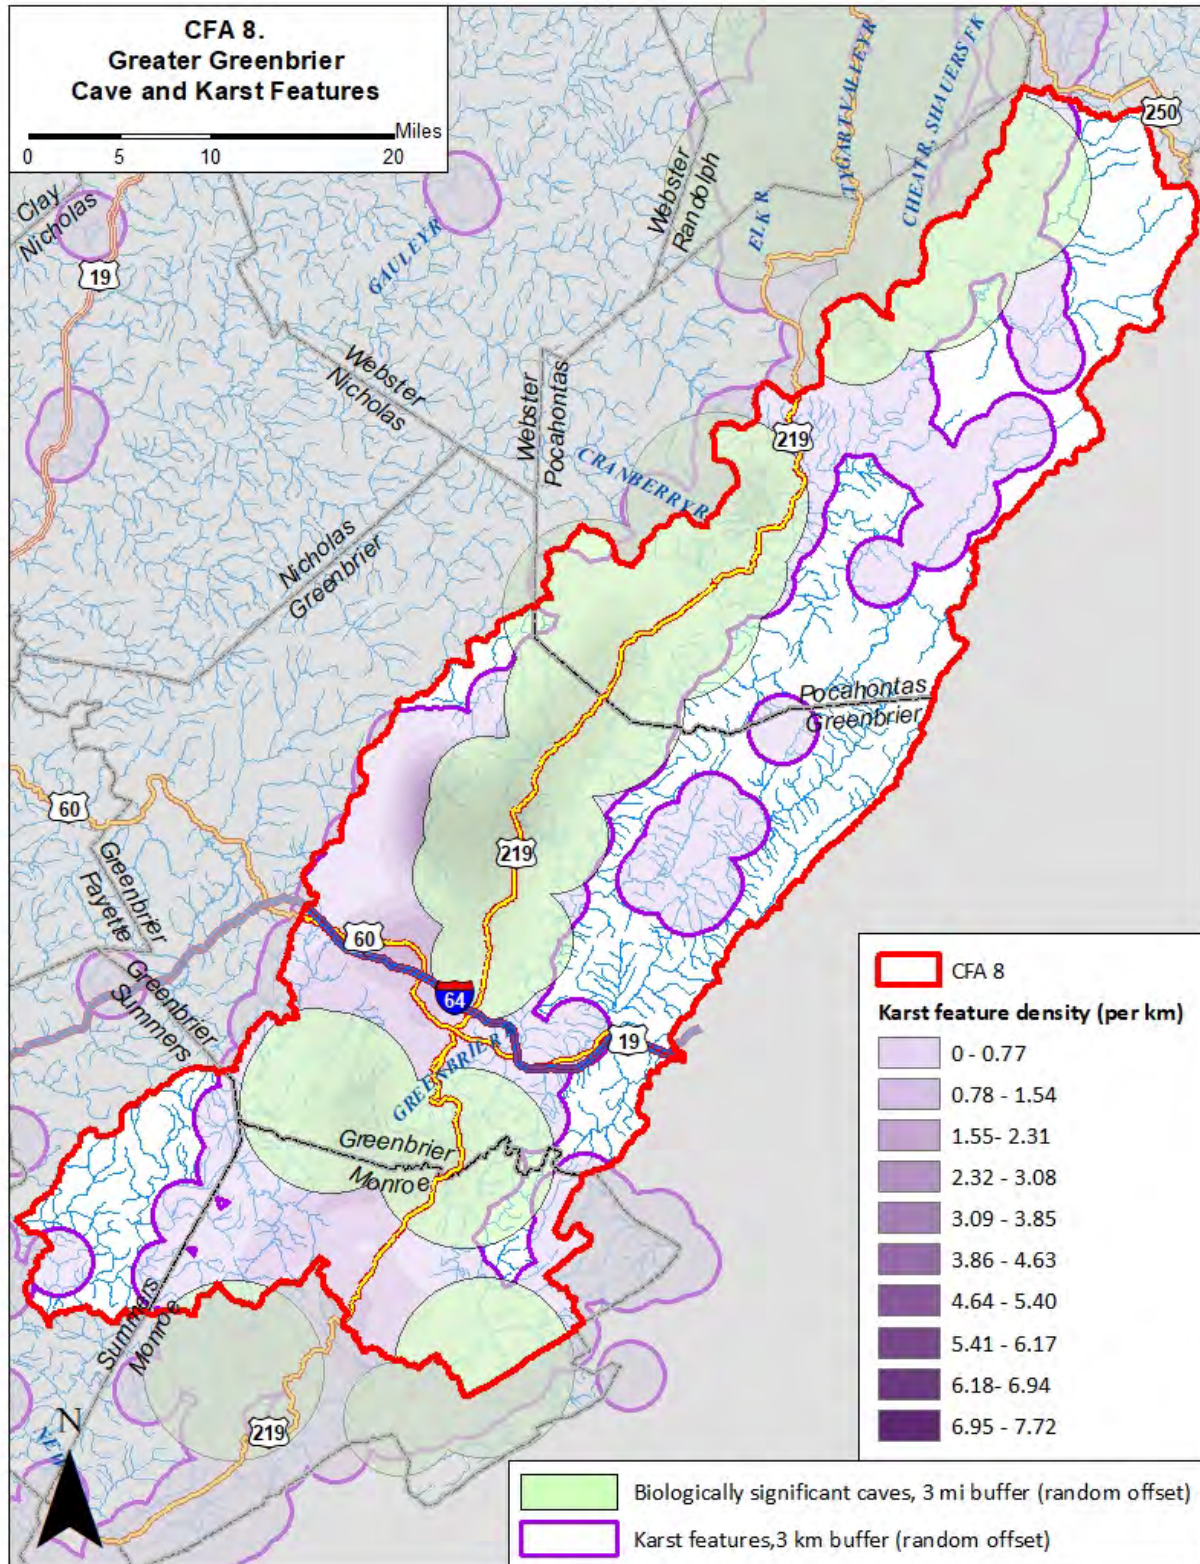 CFA 8.
Greater Greenbrier
Cave and Karst Features
Miles
0 5 10 20
250
TYGART VALLEY R
CHEAT R, SHAUERS FK
Clay
Nicholas
Webster
Randolph
ELK R
GAULEY R
19
Webster
Nicholas
Webster
Pocahontas
219
CRANBERRY R
Nicholas
Greenbrier
Pocahontas
Greenbrier
60
219
Greenbrier
Fayette
60
Greenbrier
Summers
64
19
GREENBRIER R
Greenbrier
Monroe
Summers
Monroe
219
N
NEW
CFA 8
Karst feature density (per km)
0 - 0.77
0.78 - 1.54
1.55- 2.31
2.32 - 3.08
3.09 - 3.85
3.86 - 4.63
4.64 - 5.40
5.41 - 6.17
6.18- 6.94
6.95 - 7.72
Biologically significant caves, 3 mi buffer (random offset)
Karst features,3 km buffer (random offset)